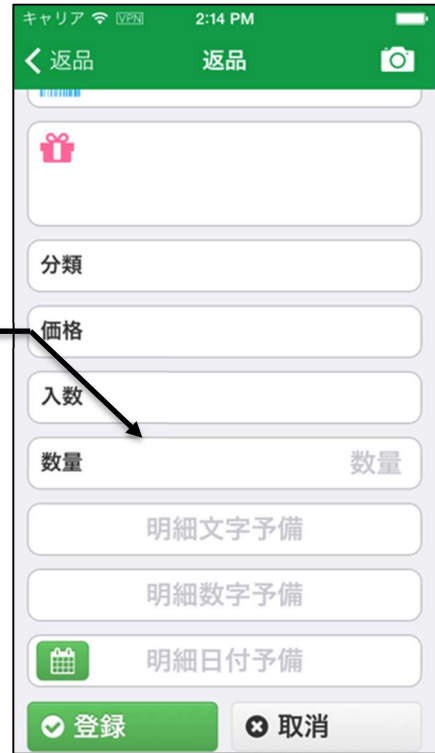 キャリア VPN 2:14 PM
返品 返品
分類
価格
入数
数量 数量
明細文字予備
明細数字予備
明細日付予備
登録 取消